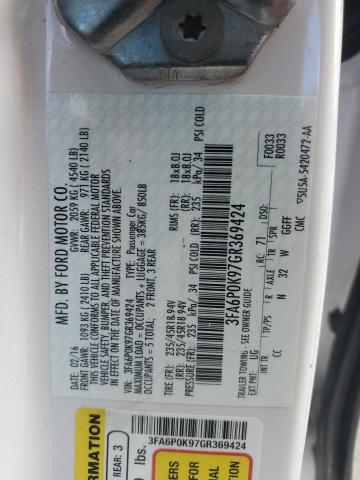 MFD. BY FORD MOTOR CO.
02/16 GVWR: 2059 KG ( 4540 LB)
FRONT GAWR: 1093 KG (2410 LB) REAR GAWR: 971 KG ( 2140 LB)
THIS VEHICLE CONFORMS TO ALL APPLICABLE FEDERAL MOTOR
VEHICLE SAFETY, BUMPER, AND THEFT PREVENTION STANDARDS
IN EFFECT ON THE DATE OF MANUFACTURE SHOWN ABOVE
VIN: 3FA6P0K97GR369424 TYPE: Passenger Car
MAXIMUM LOAD = OCCUPANTS + LUGGAGE = 385KG/ 850LB
OCCUPANTS = 5 TOTAL, 2 FRONT, 3 REAR
TIRE (FR): 235/45R18 94V RIMS (FR): 18x8.0J
TIRE (RR): 235/45R18 94V (RR): 18x8.0J
PRESSURE (FR): 235 kPa/ 34 PSI COLD (RR): 235 kPa/ 34 PSI COLD
3FA6P0K97GR369424
TIRE/TRAILER TOWING- SEE OWNER GUIDE
EXT PNT: UG RC: 71 DSO: F0033
R0033
TP/PS R AXLE TR SPR
CC N 32 W GGFF
CMC 5U5A-5420472-AA
3FA6P0K97GR369424
REAR: 3
lbs.